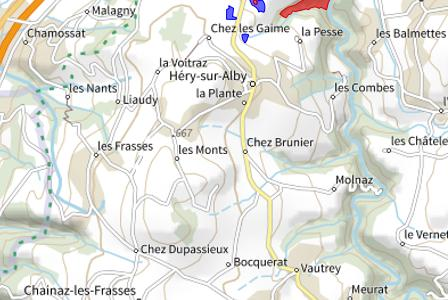 Malagny
Chamossat
Chez les Gaime
la Pesse
les Balmettes
la Voitraz
Héry-sur-Alby
les Nants
Liaudy
la Plante
les Combes
667
les Frasses
les Monts
Chez Brunier
les Châtele
Molnaz
le Vernet
Chez Dupassieux
Bocquerat
Vautrey
Chainaz-les-Frasses
Meurat